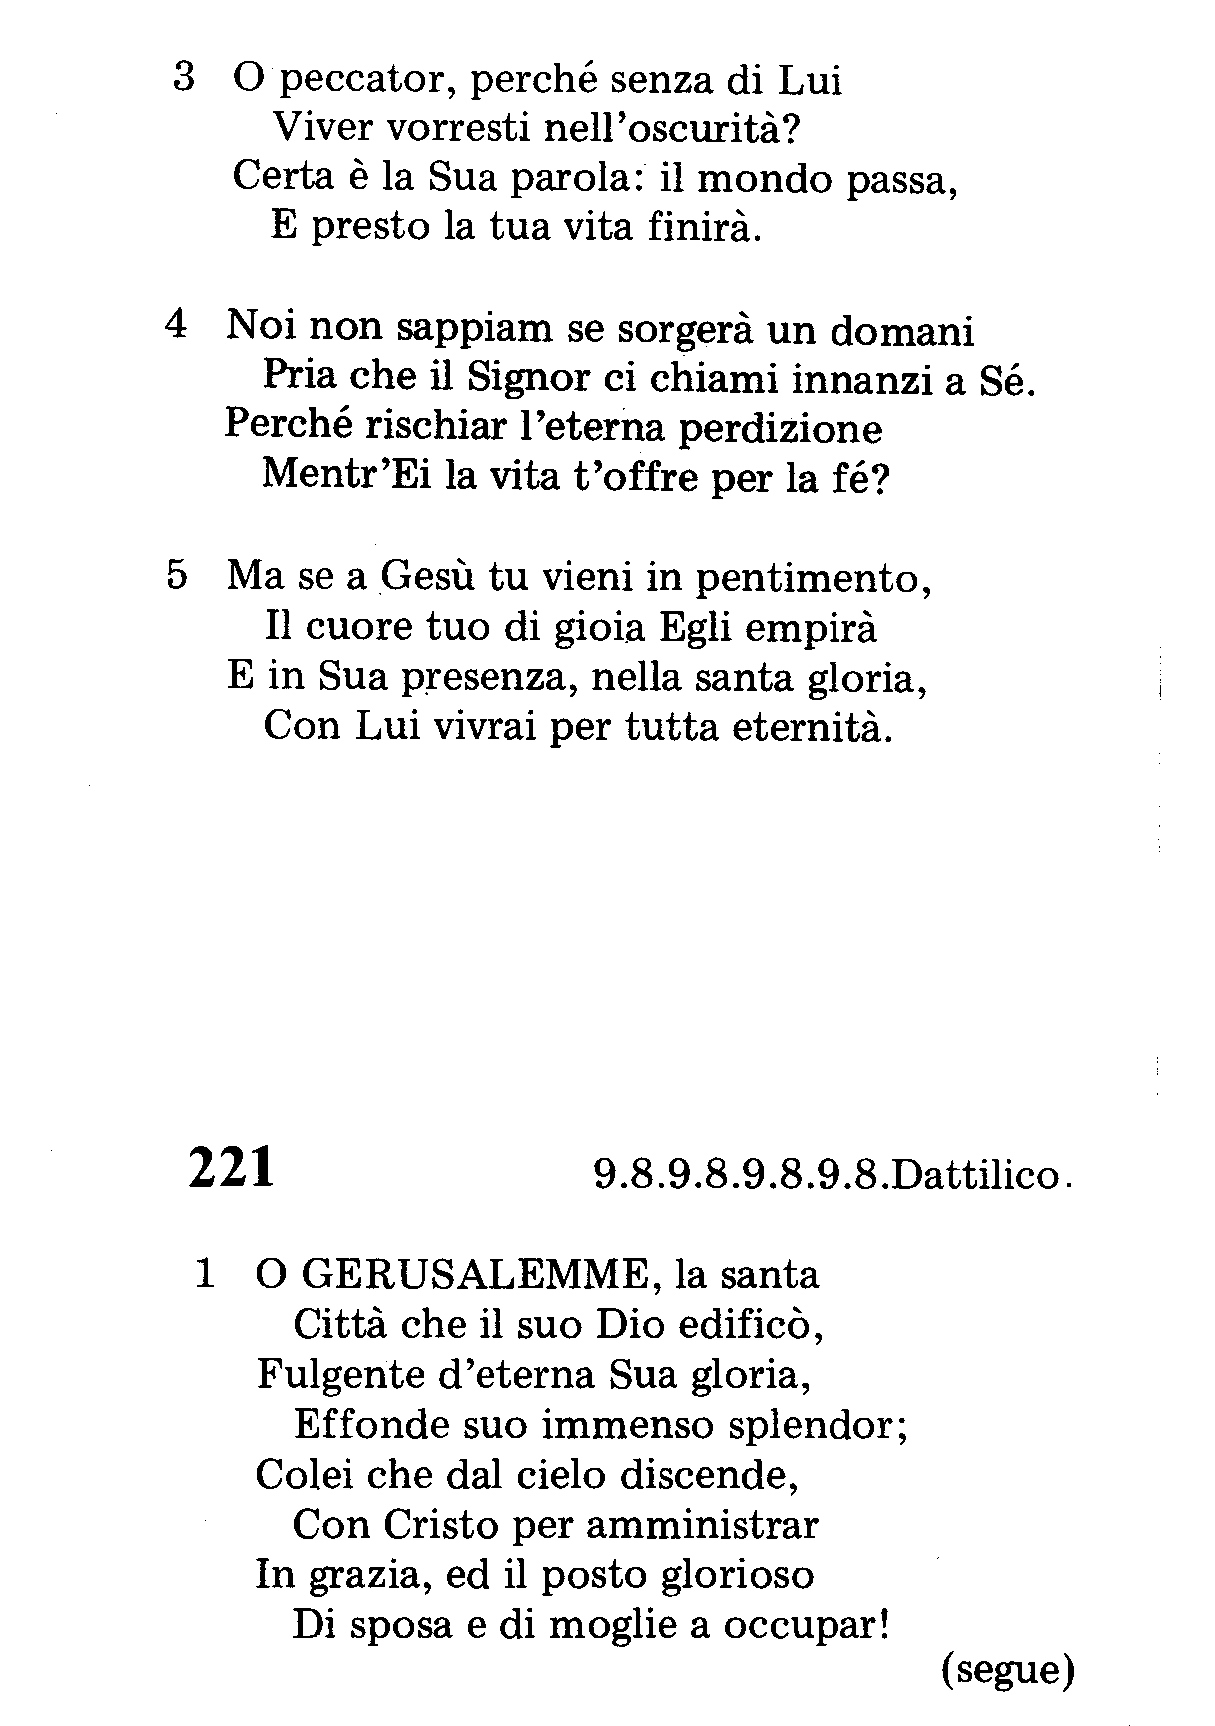 3 O peccator, perché senza di Lui
Viver vorresti nell'oscurità?
Certa è la Sua parola: il mondo passa,
E presto la tua vita finirà.
4 Noi non sappiam se sorgerà un domani
Pria che il Signor ci chiami innanzi a Sé.
Perché rischiar l'eterna perdizione
Mentr'Ei la vita t'offre per la fé?
5 Ma se a Gesù tu vieni in pentimento,
Il cuore tuo di gioia Egli empirà
E in Sua presenza, nella santa gloria,
Con Lui vivrai per tutta eternità.
221 9.8.9.8.9.8.9.8.Dattilico.
1 O GERUSALEMME, la santa
Città che il suo Dio edificò,
Fulgente d'eterna Sua gloria,
Effonde suo immenso splendor;
Colei che dal cielo discende,
Con Cristo per amministrar
In grazia, ed il posto glorioso
Di sposa e di moglie a occupar!
(segue)